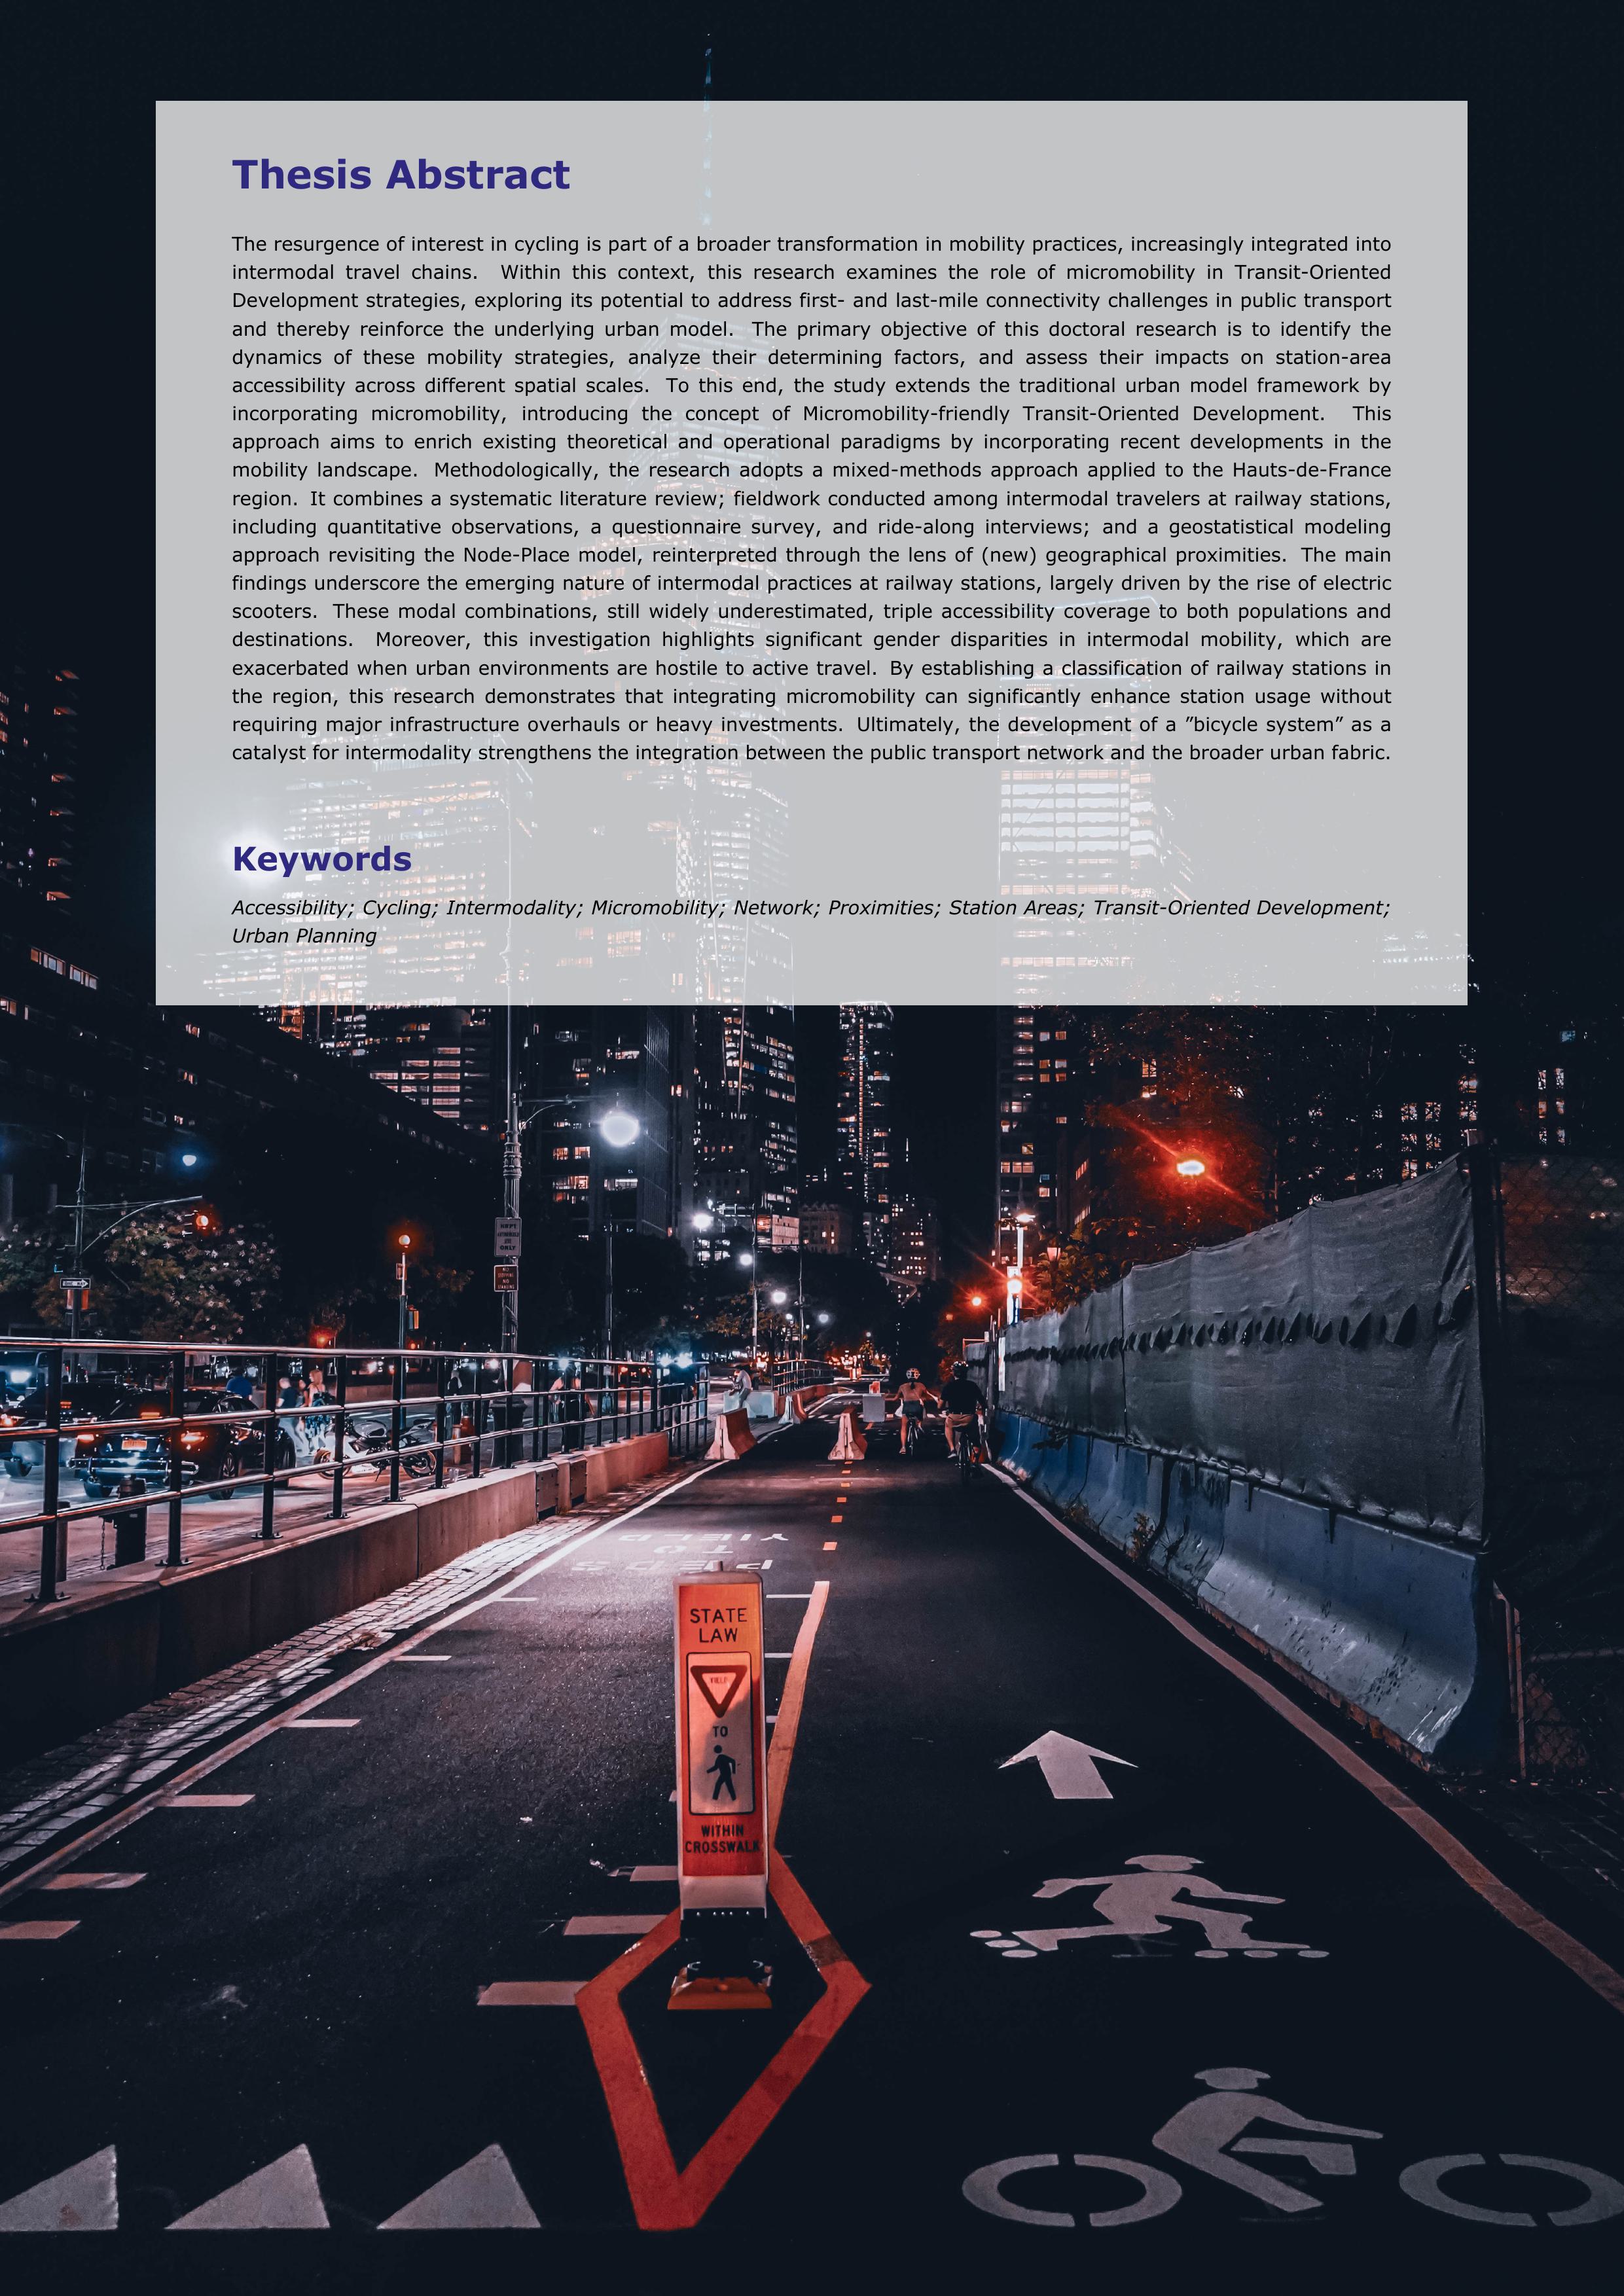 Thesis Abstract
The resurgence of interest in cycling is part of a broader transformation in mobility practices, increasingly integrated into
intermodal travel chains. Within this context, this research examines the role of micromobility in Transit-Oriented
Development strategies, exploring its potential to address first- and last-mile connectivity challenges in public transport
and thereby reinforce the underlying urban model. The primary objective of this doctoral research is to identify the
dynamics of these mobility strategies, analyze their determining factors, and assess their impacts on station-area
accessibility across different spatial scales. To this end, the study extends the traditional urban model framework by
incorporating micromobility, introducing the concept of Micromobility-friendly Transit-Oriented Development. This
approach aims to enrich existing theoretical and operational paradigms by incorporating recent developments in the
mobility landscape. Methodologically, the research adopts a mixed-methods approach applied to the Hauts-de-France
region. It combines a systematic literature review; fieldwork conducted among intermodal travelers at railway stations,
including quantitative observations, a questionnaire survey, and ride-along interviews; and a geostatistical modeling
approach revisiting the Node-Place model, reinterpreted through the lens of (new) geographical proximities. The main
findings underscore the emerging nature of intermodal practices at railway stations, largely driven by the rise of electric
scooters. These modal combinations, still widely underestimated, triple accessibility coverage to both populations and
destinations. Moreover, this investigation highlights significant gender disparities in intermodal mobility, which are
exacerbated when urban environments are hostile to active travel. By establishing a classification of railway stations in
the region, this research demonstrates that integrating micromobility can significantly enhance station usage without
requiring major infrastructure overhauls or heavy investments. Ultimately, the development of a ”bicycle system” as a
catalyst for intermodality strengthens the integration between the public transport network and the broader urban fabric.
Keywords
Accessibility; Cycling; Intermodality; Micromobility; Network; Proximities; Station Areas; Transit-Oriented Development;
Urban Planning
YIELD
TO
PEDS
STATE
LAW
YIELD
TO
WITHIN
CROSSWALK